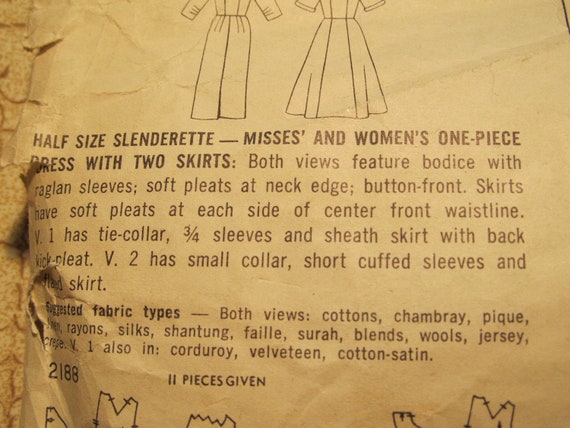 HALF SIZE SLENDERETTE — MISSES' AND WOMEN'S ONE-PIECE
DRESS WITH TWO SKIRTS: Both views feature bodice with
raglan sleeves; soft pleats at neck edge; button-front. Skirts
have soft pleats at each side of center front waistline.
V. 1 has tie-collar, ¾ sleeves and sheath skirt with back
kick-pleat. V. 2 has small collar, short cuffed sleeves and
skirt.
Suggested fabric types — Both views: cottons, chambray, pique,
rayons, silks, shantung, faille, surah, blends, wools, jersey,
crepe. V. 1 also in: corduroy, velveteen, cotton-satin.
2188 11 PIECES GIVEN